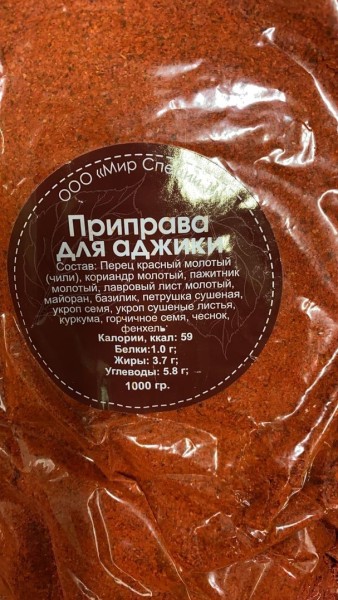 ООО «Мир
Приправа
для аджики
Состав: Перец красный молотый
(чили), кориандр молотый, пажитник
молотый, лавровый лист молотый,
майоран, базилик, петрушка сушеная,
укроп семя, укроп сушеные листья,
куркума, горчичное семя, чеснок,
фенхель
Калории, ккал: 59
Белки:1.0 г;
Жиры: 3.7 г;
Углеводы: 5.8 г;
1000 гр.